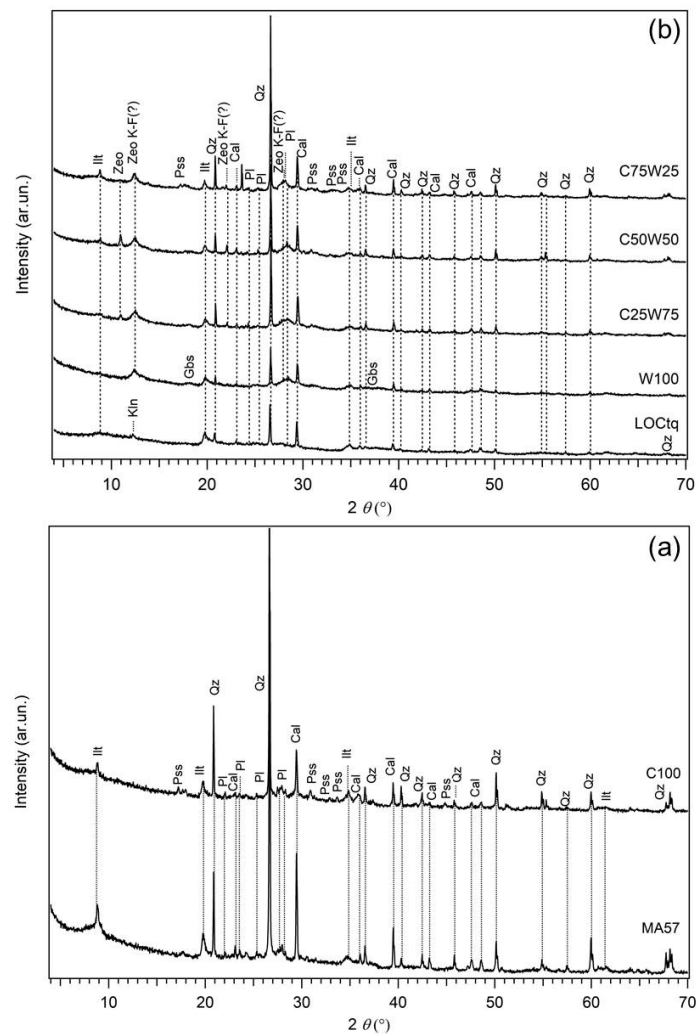 (b)
Qz
Ilt
Zeo
Zeo K-F(?)
Pss
Ilt
Qz
Zeo K-F(?)
Cal
Pl
Pl
Zeo K-F(?)
Pl
Cal
Pss
Pss
Pss
Ilt
Cal
Qz
Cal
Qz
Qz
Cal
Qz
Cal
Qz
Qz
Qz
Qz
Qz
C75W25
C50W50
C25W75
Gbs
Gbs
W100
Kln
LOCtq
Qz
Intensity (ar.un.)
10 20 30 40 50 60 70
2 θ (°)
(a)
Qz
Qz
Ilt
Pss
Ilt
Pl
Cal
Pl
Pl
Pl
Cal
Pss
Pss
Pss
Ilt
Cal
Qz
Cal
Qz
Qz
Cal
Pss
Qz
Cal
Qz
Qz
Qz
Qz
Ilt
Qz
C100
MA57
Intensity (ar.un.)
10 20 30 40 50 60 70
2 θ (°)